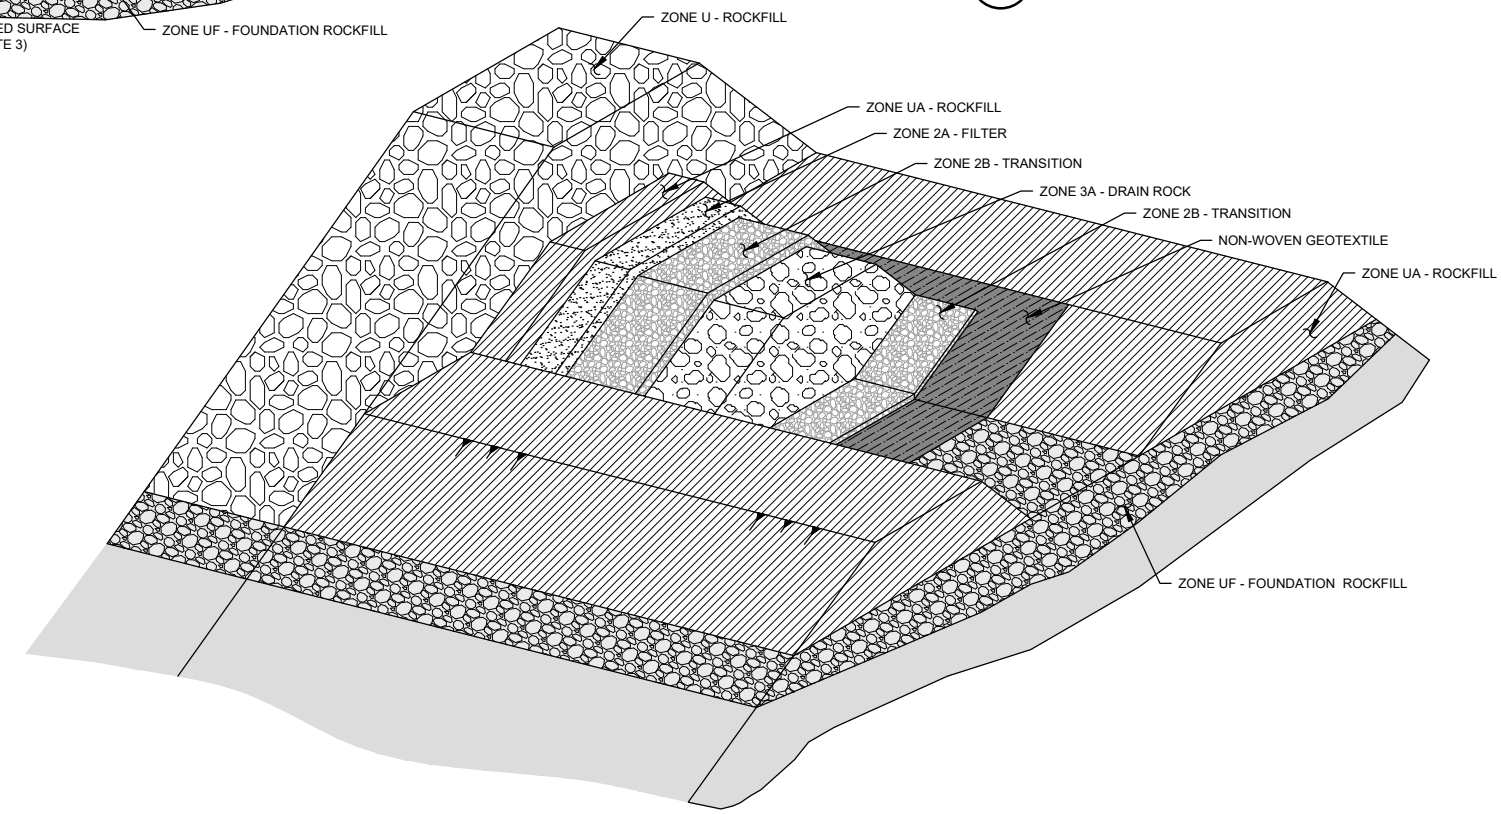 ZONE U - ROCKFILL
ED SURFACE
ZONE UF - FOUNDATION ROCKFILL
TE 3)
ZONE UA - ROCKFILL
ZONE 2A - FILTER
ZONE 2B - TRANSITION
ZONE 3A - DRAIN ROCK
ZONE 2B - TRANSITION
NON-WOVEN GEOTEXTILE
ZONE UA - ROCKFILL
ZONE UF - FOUNDATION ROCKFILL